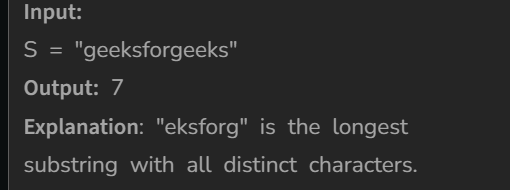 Input:
S = "geeksforgeeks"
Output: 7
Explanation: "eksforg" is the longest
substring with all distinct characters.